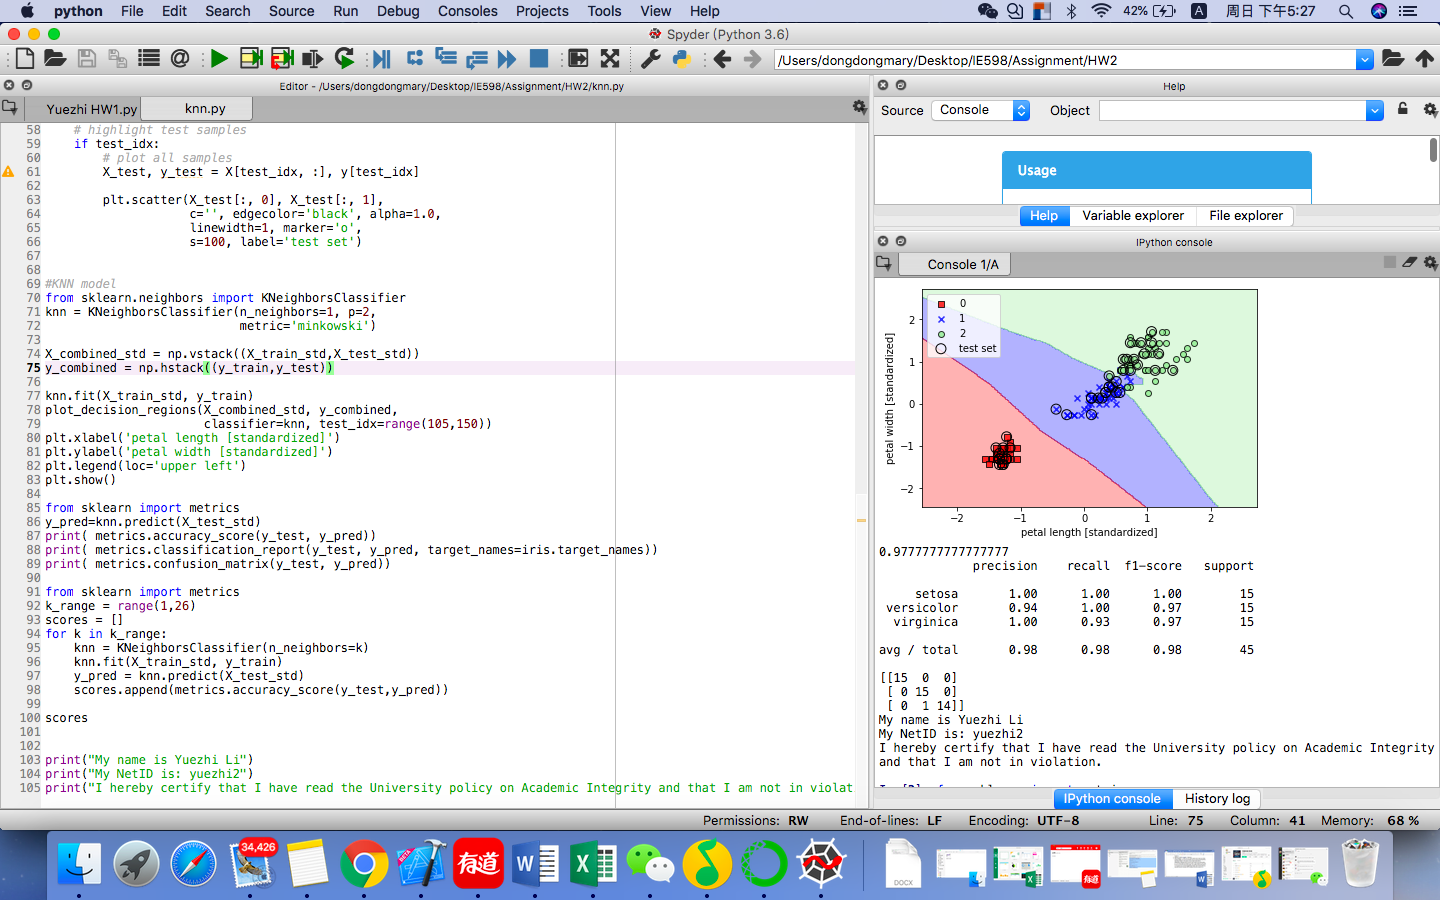 python File Edit Search Source Run Debug Consoles Projects Tools View Help 42% A 周日 下午5:27
Spyder (Python 3.6)
/Users/dongdongmary/Desktop/IE598/Assignment/HW2
Editor - /Users/dongdongmary/Desktop/IE598/Assignment/HW2/knn.py
Yuezhi HW1.py knn.py
58 # highlight test samples
59 if test_idx:
60 # plot all samples
61 X_test, y_test = X[test_idx, :], y[test_idx]
62
63 plt.scatter(X_test[:, 0], X_test[:, 1],
64 c='', edgecolor='black', alpha=1.0,
65 linewidth=1, marker='o',
66 s=100, label='test set')
67
68
69 #KNN model
70 from sklearn.neighbors import KNeighborsClassifier
71 knn = KNeighborsClassifier(n_neighbors=1, p=2,
72 metric='minkowski')
73
74 X_combined_std = np.vstack((X_train_std,X_test_std))
75 y_combined = np.hstack((y_train,y_test))
76
77 knn.fit(X_train_std, y_train)
78 plot_decision_regions(X_combined_std, y_combined,
79 classifier=knn, test_idx=range(105,150))
80 plt.xlabel('petal length [standardized]')
81 plt.ylabel('petal width [standardized]')
82 plt.legend(loc='upper left')
83 plt.show()
84
85 from sklearn import metrics
86 y_pred=knn.predict(X_test_std)
87 print( metrics.accuracy_score(y_test, y_pred))
88 print( metrics.classification_report(y_test, y_pred, target_names=iris.target_names))
89 print( metrics.confusion_matrix(y_test, y_pred))
90
91 from sklearn import metrics
92 k_range = range(1,26)
93 scores = []
94 for k in k_range:
95 knn = KNeighborsClassifier(n_neighbors=k)
96 knn.fit(X_train_std, y_train)
97 y_pred = knn.predict(X_test_std)
98 scores.append(metrics.accuracy_score(y_test,y_pred))
99
100 scores
101
102
103 print("My name is Yuezhi Li")
104 print("My NetID is: yuezhi2")
105 print("I hereby certify that I have read the University policy on Academic Integrity and that I am not in violat
Help
Source Console Object
Usage
Help Variable explorer File explorer
IPython console
Console 1/A
0
1
2
test set
2
1
0
−1
−2
petal width [standardized]
−2 −1 0 1 2
petal length [standardized]
0.9777777777777777
precision recall f1-score support
setosa 1.00 1.00 1.00 15
versicolor 0.94 1.00 0.97 15
virginica 1.00 0.93 0.97 15
avg / total 0.98 0.98 0.98 45
[[15 0 0]
[ 0 15 0]
[ 0 1 14]]
My name is Yuezhi Li
My NetID is: yuezhi2
I hereby certify that I have read the University policy on Academic Integrity
and that I am not in violation.
IPython console History log
Permissions: RW End-of-lines: LF Encoding: UTF-8 Line: 75 Column: 41 Memory: 68 %
34,426
有道
DOCX